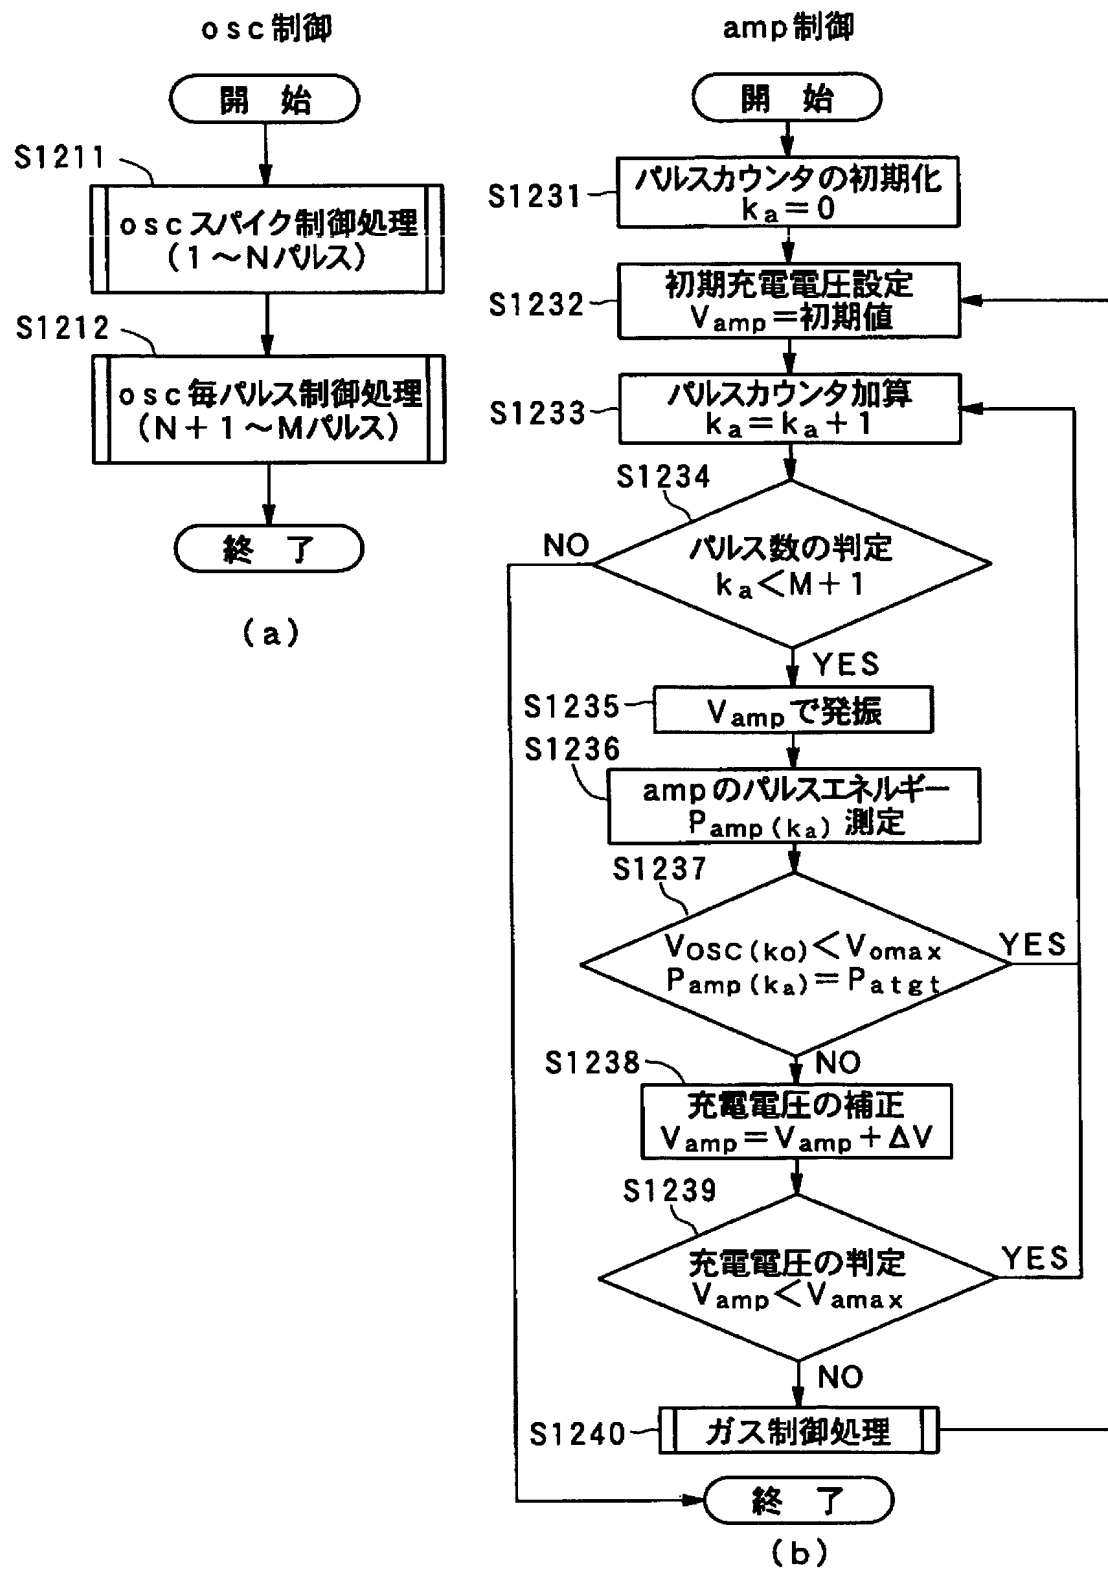 osc制御
開 始
S1211
oscスパイク制御処理
(1～Nパルス)
S1212
osc毎パルス制御処理
(N+1～Mパルス)
終 了
(a)
amp制御
開 始
S1231
パルスカウンタの初期化
ka=0
S1232
初期充電電圧設定
Vamp=初期値
S1233
パルスカウンタ加算
ka=ka+1
S1234
パルス数の判定
ka<M+1
NO
YES
S1235
Vampで発振
S1236
ampのパルスエネルギー
Pamp(ka) 測定
S1237
VOSC(ko)<Vomax
Pamp(ka)=Patgt
YES
NO
S1238
充電電圧の補正
Vamp=Vamp+ΔV
S1239
充電電圧の判定
Vamp<Vamax
YES
NO
S1240
ガス制御処理
終 了
(b)